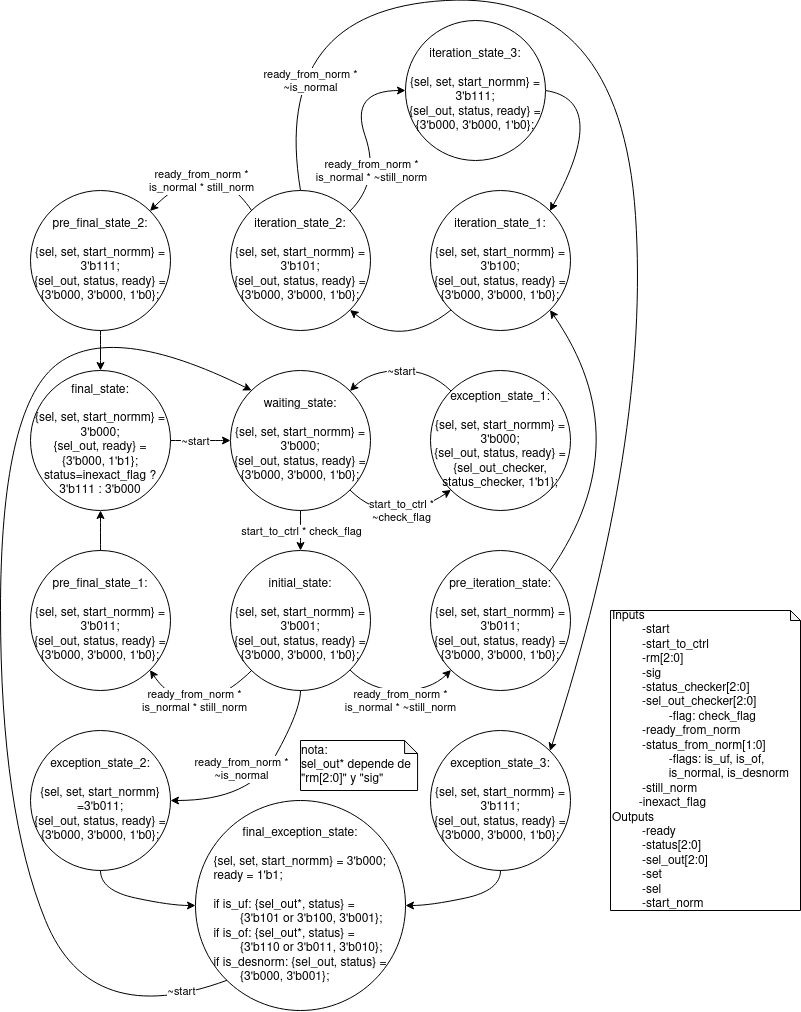 iteration_state_3:
{sel, set, start_normm} =
3'b111;
{sel_out, status, ready} =
{3'b000, 3'b000, 1'b0};
ready_from_norm *
~is_normal
ready_from_norm *
is_normal * ~still_norm
ready_from_norm *
is_normal * still_norm
pre_final_state_2:
{sel, set, start_normm} =
3'b111;
{sel_out, status, ready} =
{3'b000, 3'b000, 1'b0};
iteration_state_2:
{sel, set, start_normm} =
3'b101;
{sel_out, status, ready} =
{3'b000, 3'b000, 1'b0};
iteration_state_1:
{sel, set, start_normm} =
3'b100;
{sel_out, status, ready} =
{3'b000, 3'b000, 1'b0};
final_state:
{sel, set, start_normm} =
3'b000;
{sel_out, ready} =
{3'b000, 1'b1};
status=inexact_flag ?
3'b111 : 3'b000
~start
waiting_state:
{sel, set, start_normm} =
3'b000;
{sel_out, status, ready} =
{3'b000, 3'b000, 1'b0};
~start
exception_state_1:
{sel, set, start_normm} =
3'b000;
{sel_out, status, ready} =
{sel_out_checker,
status_checker, 1'b1};
start_to_ctrl *
~check_flag
start_to_ctrl * check_flag
pre_final_state_1:
{sel, set, start_normm} =
3'b011;
{sel_out, status, ready} =
{3'b000, 3'b000, 1'b0};
initial_state:
{sel, set, start_normm} =
3'b001;
{sel_out, status, ready} =
{3'b000, 3'b000, 1'b0};
pre_iteration_state:
{sel, set, start_normm} =
3'b011;
{sel_out, status, ready} =
{3'b000, 3'b000, 1'b0};
ready_from_norm *
is_normal * still_norm
ready_from_norm *
is_normal * ~still_norm
ready_from_norm *
~is_normal
nota:
sel_out* depende de
"rm[2:0]" y "sig"
exception_state_2:
{sel, set, start_normm}
=3'b011;
{sel_out, status, ready} =
{3'b000, 3'b000, 1'b0};
exception_state_3:
{sel, set, start_normm} =
3'b111;
{sel_out, status, ready} =
{3'b000, 3'b000, 1'b0};
final_exception_state:
{sel, set, start_normm} = 3'b000;
ready = 1'b1;
if is_uf: {sel_out*, status} =
{3'b101 or 3'b100, 3'b001};
if is_of: {sel_out*, status} =
{3'b110 or 3'b011, 3'b010};
if is_desnorm: {sel_out, status} =
{3'b000, 3'b001};
~start
Inputs
-start
-start_to_ctrl
-rm[2:0]
-sig
-status_checker[2:0]
-sel_out_checker[2:0]
-flag: check_flag
-ready_from_norm
-status_from_norm[1:0]
-flags: is_uf, is_of,
is_normal, is_desnorm
-still_norm
-inexact_flag
Outputs
-ready
-status[2:0]
-sel_out[2:0]
-set
-sel
-start_norm